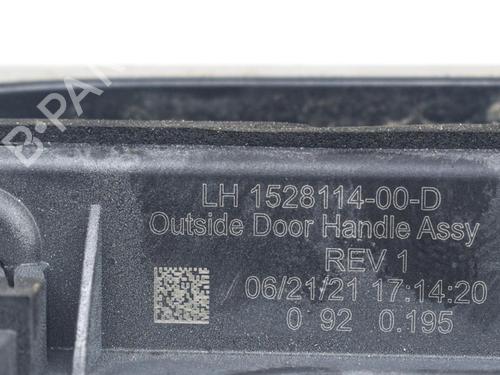 B-PARTS
LH 1528114-00-D
Outside Door Handle Assy
REV 1
06/21/21 17:14:20
0 92 0.195